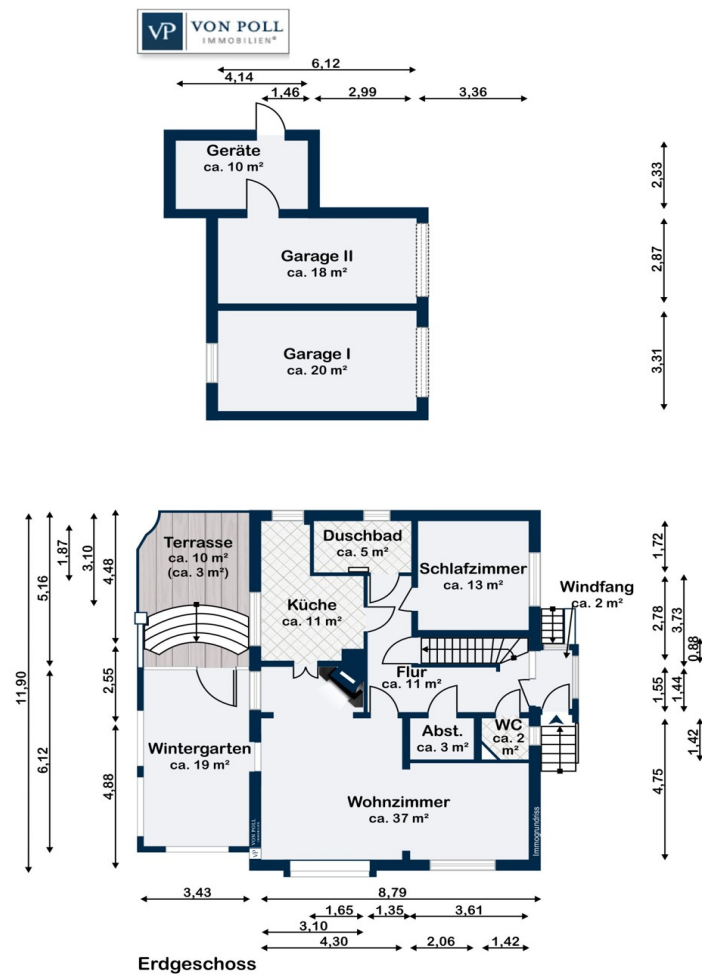 VP VON POLL
IMMOBILIEN®
6,12
4,14
1,46 2,99 3,36
Geräte
ca. 10 m²
2,33
Garage II
ca. 18 m²
2,87
Garage I
ca. 20 m²
3,31
Terrasse
ca. 10 m²
(ca. 3 m²)
Duschbad
ca. 5 m²
Schlafzimmer
ca. 13 m²
Windfang
ca. 2 m²
Küche
ca. 11 m²
Flur
ca. 11 m²
Wintergarten
ca. 19 m²
Abst.
ca. 3 m²
WC
ca. 2
m²
Wohnzimmer
ca. 37 m²
11,90
5,16
6,12
1,87
3,10
4,48
2,55
4,88
1,72
2,78
3,73
0,88
1,55
1,44
1,42
4,75
VP VON POLL
IMMOBILIEN
Immogrundriss
3,43 8,79
1,65 1,35 3,61
3,10
4,30 2,06 1,42
Erdgeschoss